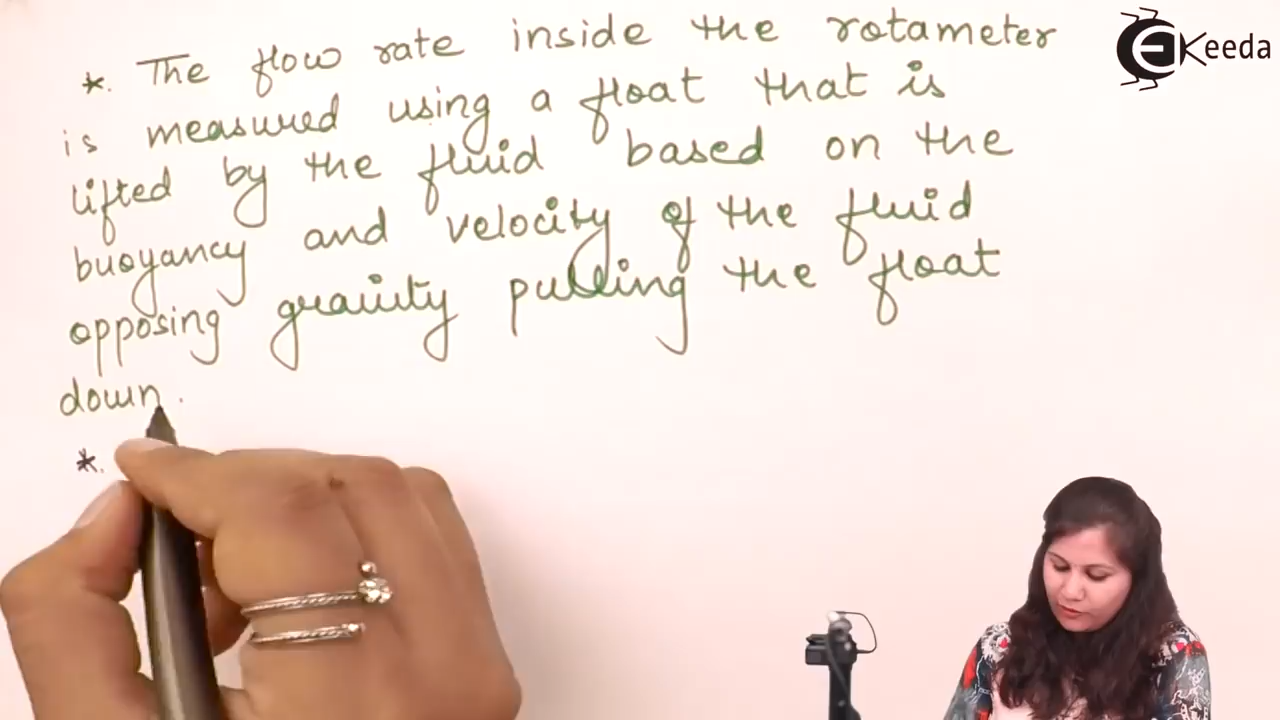 * The flow rate inside the rotameter
is measured using a float that is
lifted by the fluid based on the
buoyancy and velocity of the fluid
opposing gravity pulling the float
down.
*.
EKeeda